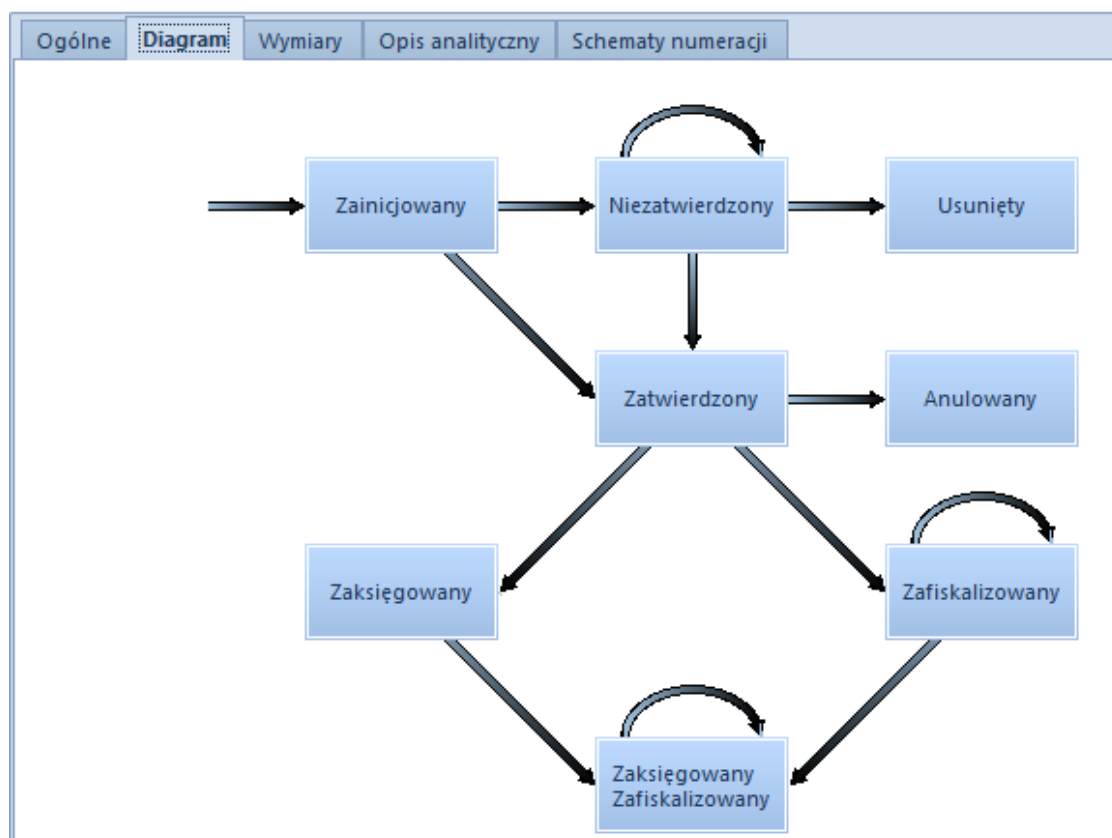 Ogólne
Diagram
Wymiary
Opis analityczny
Schematy numeracji
Zainicjowany
Niezatwierdzony
Usunięty
Zatwierdzony
Anulowany
Zaksięgowany
Zafiskalizowany
Zaksięgowany
Zafiskalizowany